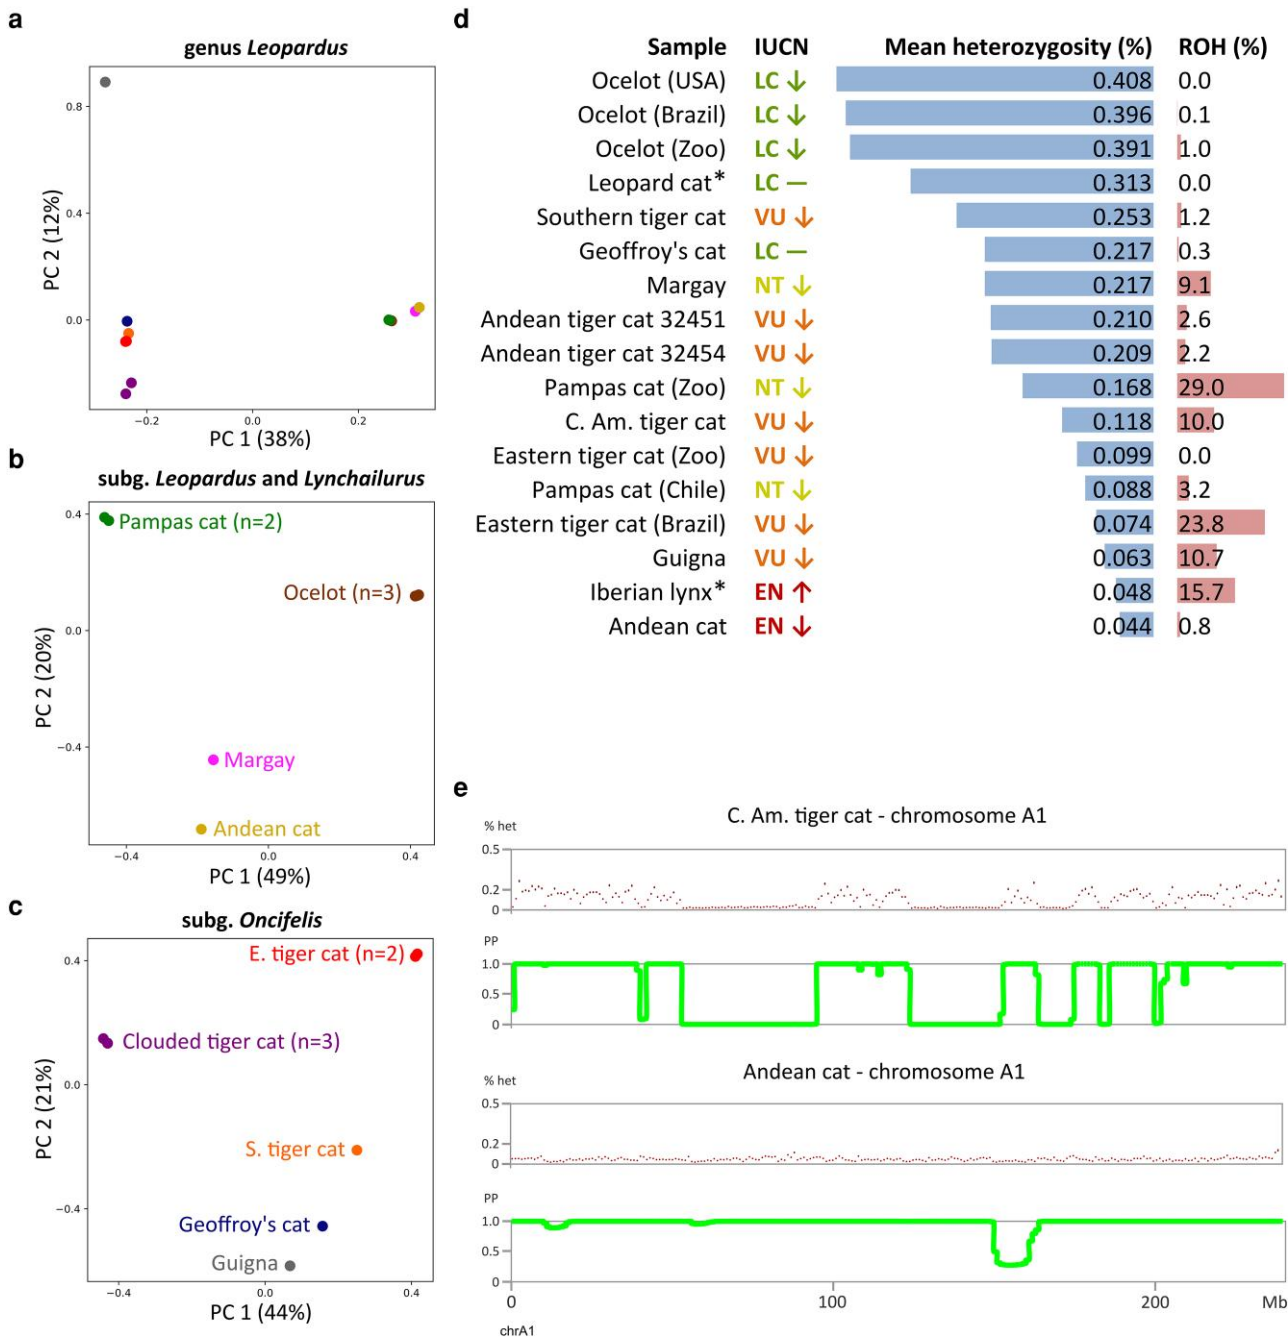 a
genus Leopardus
0.8
0.4
0.0
PC 2 (12%)
−0.2 0.0 0.2
PC 1 (38%)
b
subg. Leopardus and Lynchailurus
0.4
0.0
−0.4
PC 2 (20%)
Pampas cat (n=2)
Ocelot (n=3)
Margay
Andean cat
−0.4 0.0 0.4
PC 1 (49%)
c
subg. Oncifelis
0.4
0.0
−0.4
PC 2 (21%)
E. tiger cat (n=2)
Clouded tiger cat (n=3)
S. tiger cat
Geoffroy's cat
Guigna
−0.4 0.0 0.4
PC 1 (44%)
d
Sample IUCN Mean heterozygosity (%) ROH (%)
Ocelot (USA) LC ↓ 0.408 0.0
Ocelot (Brazil) LC ↓ 0.396 0.1
Ocelot (Zoo) LC ↓ 0.391 1.0
Leopard cat* LC — 0.313 0.0
Southern tiger cat VU ↓ 0.253 1.2
Geoffroy's cat LC — 0.217 0.3
Margay NT ↓ 0.217 9.1
Andean tiger cat 32451 VU ↓ 0.210 2.6
Andean tiger cat 32454 VU ↓ 0.209 2.2
Pampas cat (Zoo) NT ↓ 0.168 29.0
C. Am. tiger cat VU ↓ 0.118 10.0
Eastern tiger cat (Zoo) VU ↓ 0.099 0.0
Pampas cat (Chile) NT ↓ 0.088 3.2
Eastern tiger cat (Brazil) VU ↓ 0.074 23.8
Guigna VU ↓ 0.063 10.7
Iberian lynx* EN ↑ 0.048 15.7
Andean cat EN ↓ 0.044 0.8
e
C. Am. tiger cat - chromosome A1
% het
0.5
0.2
0
PP
1.0
0.5
0
Andean cat - chromosome A1
% het
0.5
0.2
0
PP
1.0
0.5
0
0 100 200 Mb
chrA1